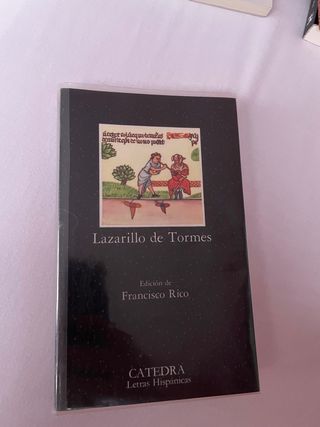 Lazarillo de Tormes
Edición de
Francisco Rico
CATEDRA
Letras Hispánicas